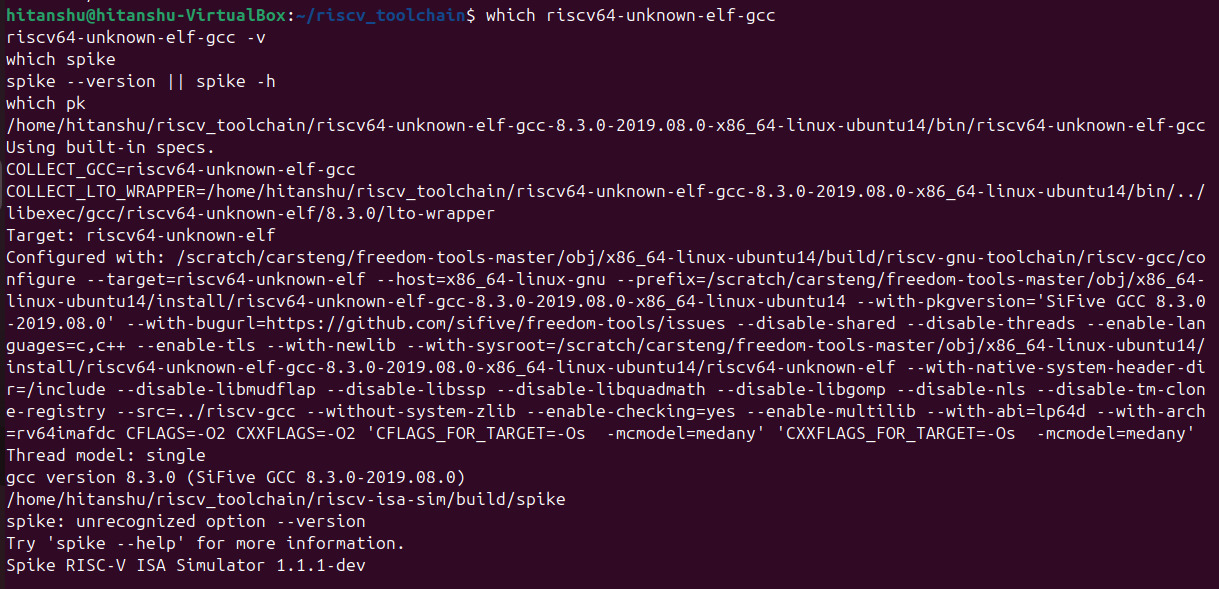 hitanshu@hitanshu-VirtualBox:~/riscv_toolchain$ which riscv64-unknown-elf-gcc
riscv64-unknown-elf-gcc -v
which spike
spike --version || spike -h
which pk
/home/hitanshu/riscv_toolchain/riscv64-unknown-elf-gcc-8.3.0-2019.08.0-x86_64-linux-ubuntu14/bin/riscv64-unknown-elf-gcc
Using built-in specs.
COLLECT_GCC=riscv64-unknown-elf-gcc
COLLECT_LTO_WRAPPER=/home/hitanshu/riscv_toolchain/riscv64-unknown-elf-gcc-8.3.0-2019.08.0-x86_64-linux-ubuntu14/bin/../
libexec/gcc/riscv64-unknown-elf/8.3.0/lto-wrapper
Target: riscv64-unknown-elf
Configured with: /scratch/carsteng/freedom-tools-master/obj/x86_64-linux-ubuntu14/build/riscv-gnu-toolchain/riscv-gcc/co
nfigure --target=riscv64-unknown-elf --host=x86_64-linux-gnu --prefix=/scratch/carsteng/freedom-tools-master/obj/x86_64-
linux-ubuntu14/install/riscv64-unknown-elf-gcc-8.3.0-2019.08.0-x86_64-linux-ubuntu14 --with-pkgversion='SiFive GCC 8.3.0
-2019.08.0' --with-bugurl=https://github.com/sifive/freedom-tools/issues --disable-shared --disable-threads --enable-lan
guages=c,c++ --enable-tls --with-newlib --with-sysroot=/scratch/carsteng/freedom-tools-master/obj/x86_64-linux-ubuntu14/
install/riscv64-unknown-elf-gcc-8.3.0-2019.08.0-x86_64-linux-ubuntu14/riscv64-unknown-elf --with-native-system-header-di
r=/include --disable-libmudflap --disable-libssp --disable-libquadmath --disable-libgomp --disable-nls --disable-tm-clon
e-registry --src=../riscv-gcc --without-system-zlib --enable-checking=yes --enable-multilib --with-abi=lp64d --with-arch
=rv64imafdc CFLAGS=-O2 CXXFLAGS=-O2 'CFLAGS_FOR_TARGET=-Os  -mcmodel=medany' 'CXXFLAGS_FOR_TARGET=-Os  -mcmodel=medany'
Thread model: single
gcc version 8.3.0 (SiFive GCC 8.3.0-2019.08.0)
/home/hitanshu/riscv_toolchain/riscv-isa-sim/build/spike
spike: unrecognized option --version
Try 'spike --help' for more information.
Spike RISC-V ISA Simulator 1.1.1-dev